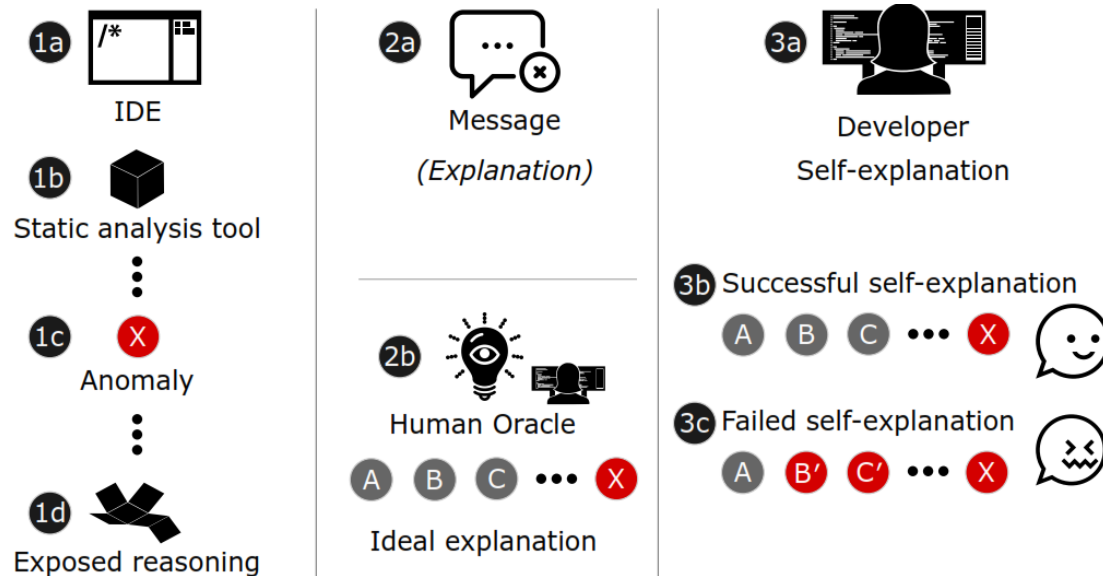 1a
/*
IDE
1b
Static analysis tool
1c
X
Anomaly
1d
Exposed reasoning
2a
Message
(Explanation)
2b
Human Oracle
A B C ••• X
Ideal explanation
3a
Developer
Self-explanation
3b Successful self-explanation
A B C ••• X
3c Failed self-explanation
A B′ C′ ••• X